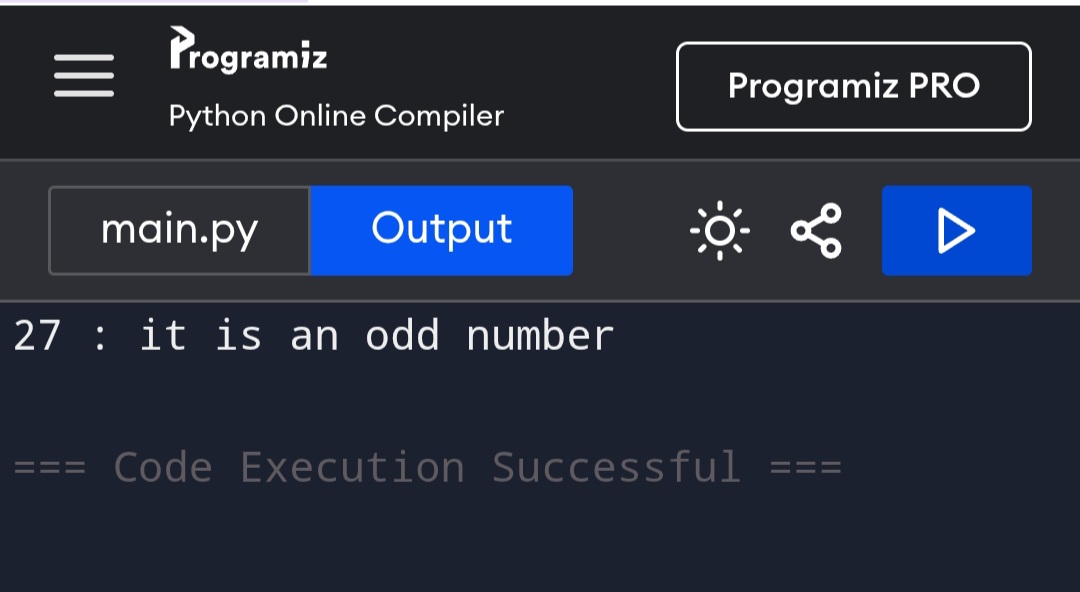 Programiz
Python Online Compiler
Programiz PRO
main.py
Output
27 : it is an odd number
=== Code Execution Successful ===